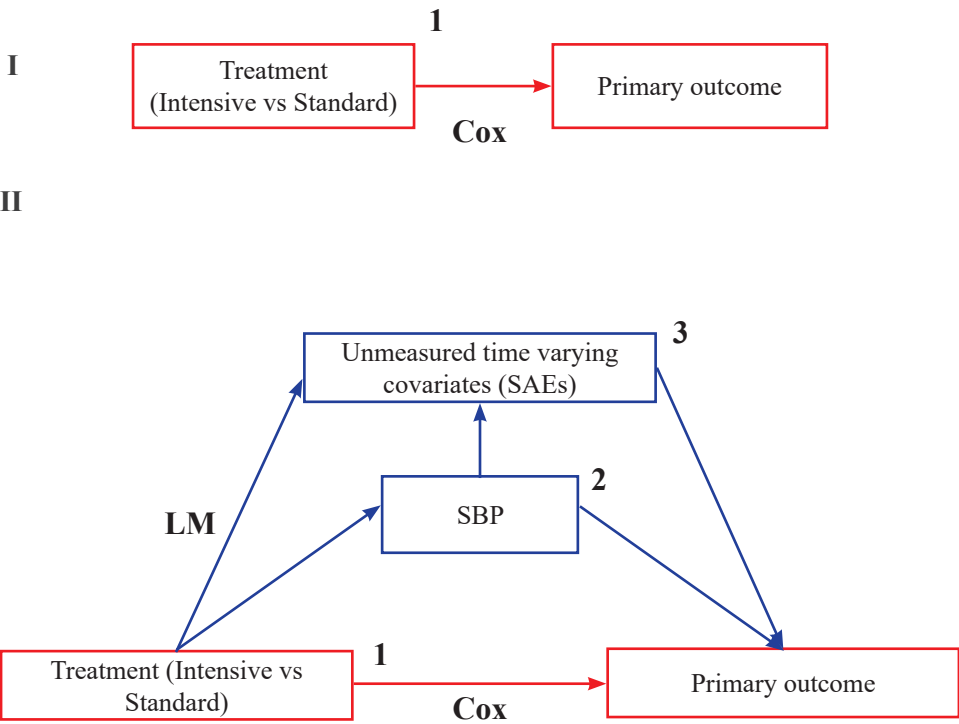 1
I
Treatment
(Intensive vs Standard)
Primary outcome
Cox
II
3
Unmeasured time varying
covariates (SAEs)
2
SBP
LM
1
Treatment (Intensive vs
Standard)
Primary outcome
Cox